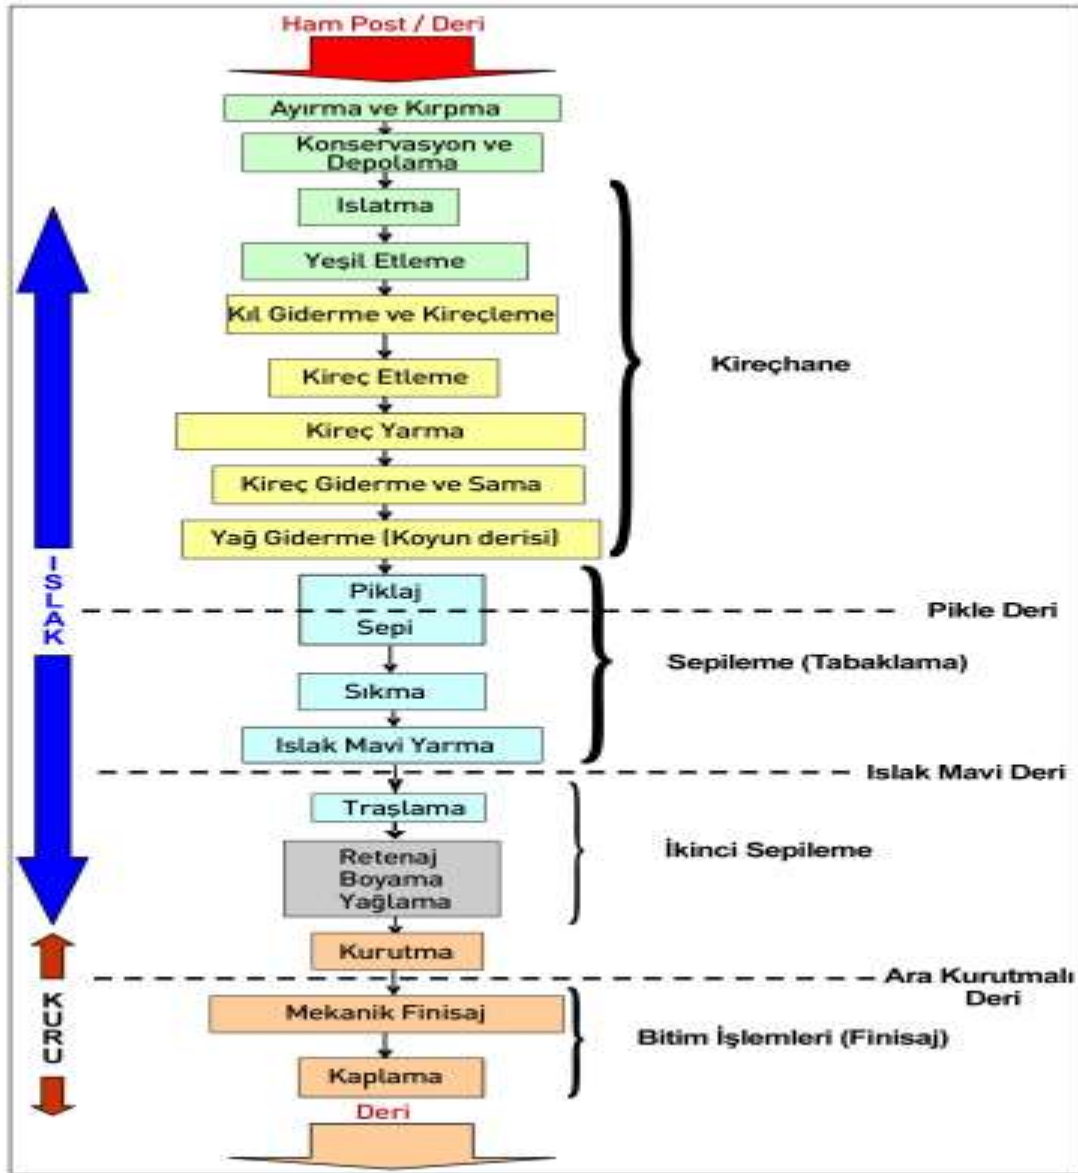 Ham Post / Deri
Ayırma ve Kırpma
Konservasyon ve
Depolama
Islatma
Yeşil Etleme
Kıl Giderme ve Kireçleme
Kireç Etleme
Kireç Yarma
Kireç Giderme ve Sama
Yağ Giderme (Koyun derisi)
Kireçhane
Piklaj
Sepi
Sıkma
Islak Mavi Yarma
Pikle Deri
Sepileme (Tabaklama)
Islak Mavi Deri
Traşlama
Retenaj
Boyama
Yağlama
İkinci Sepileme
Kurutma
Ara Kurutmalı
Deri
Mekanik Finisaj
Kaplama
Bitim İşlemleri (Finisaj)
Deri
ISLAK
KURU